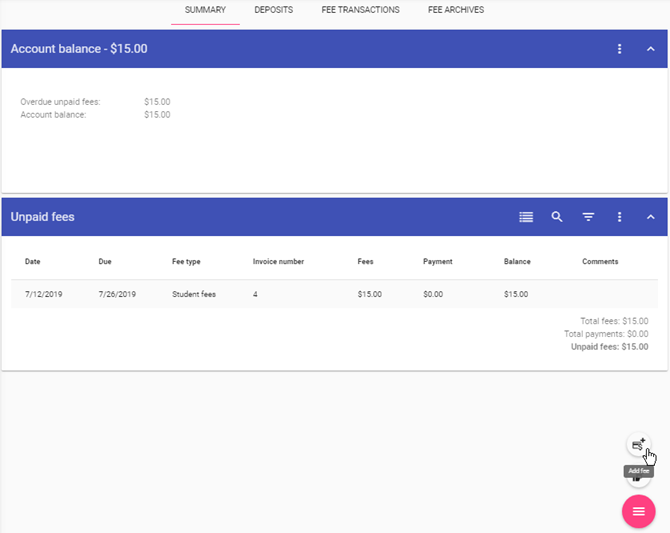 SUMMARY DEPOSITS FEE TRANSACTIONS FEE ARCHIVES
Account balance - $15.00
Overdue unpaid fees: $15.00
Account balance: $15.00
Unpaid fees
Date Due Fee type Invoice number Fees Payment Balance Comments
7/12/2019 7/26/2019 Student fees 4 $15.00 $0.00 $15.00
Total fees: $15.00
Total payments: $0.00
Unpaid fees: $15.00
Add fee